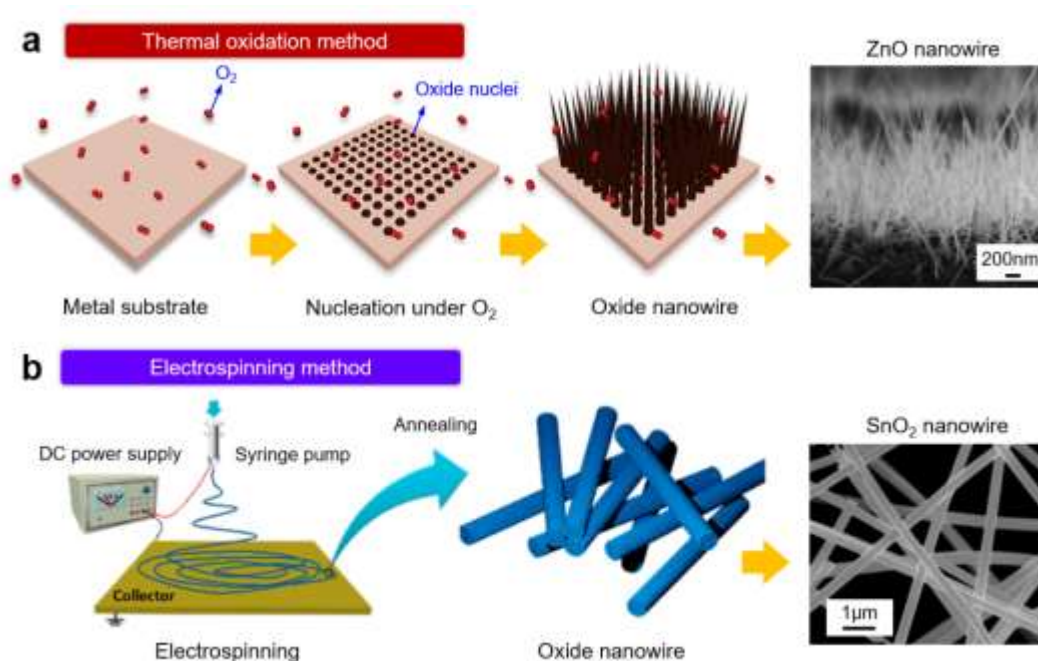 a
Thermal oxidation method
O₂
Oxide nuclei
ZnO nanowire
200nm
Metal substrate
Nucleation under O₂
Oxide nanowire
b
Electrospinning method
Annealing
SnO₂ nanowire
DC power supply
Syringe pump
Collector
1μm
Electrospinning
Oxide nanowire